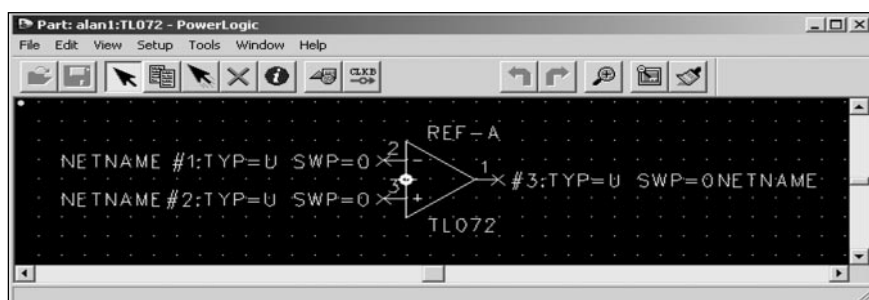 Part: alan1:TL072 - PowerLogic
File Edit View Setup Tools Window Help
CLKB
REF-A
2
NETNAME #1:TYP=U SWP=0
-
1
#3:TYP=U SWP=0NETNAME
3
NETNAME #2:TYP=U SWP=0
+
TL072